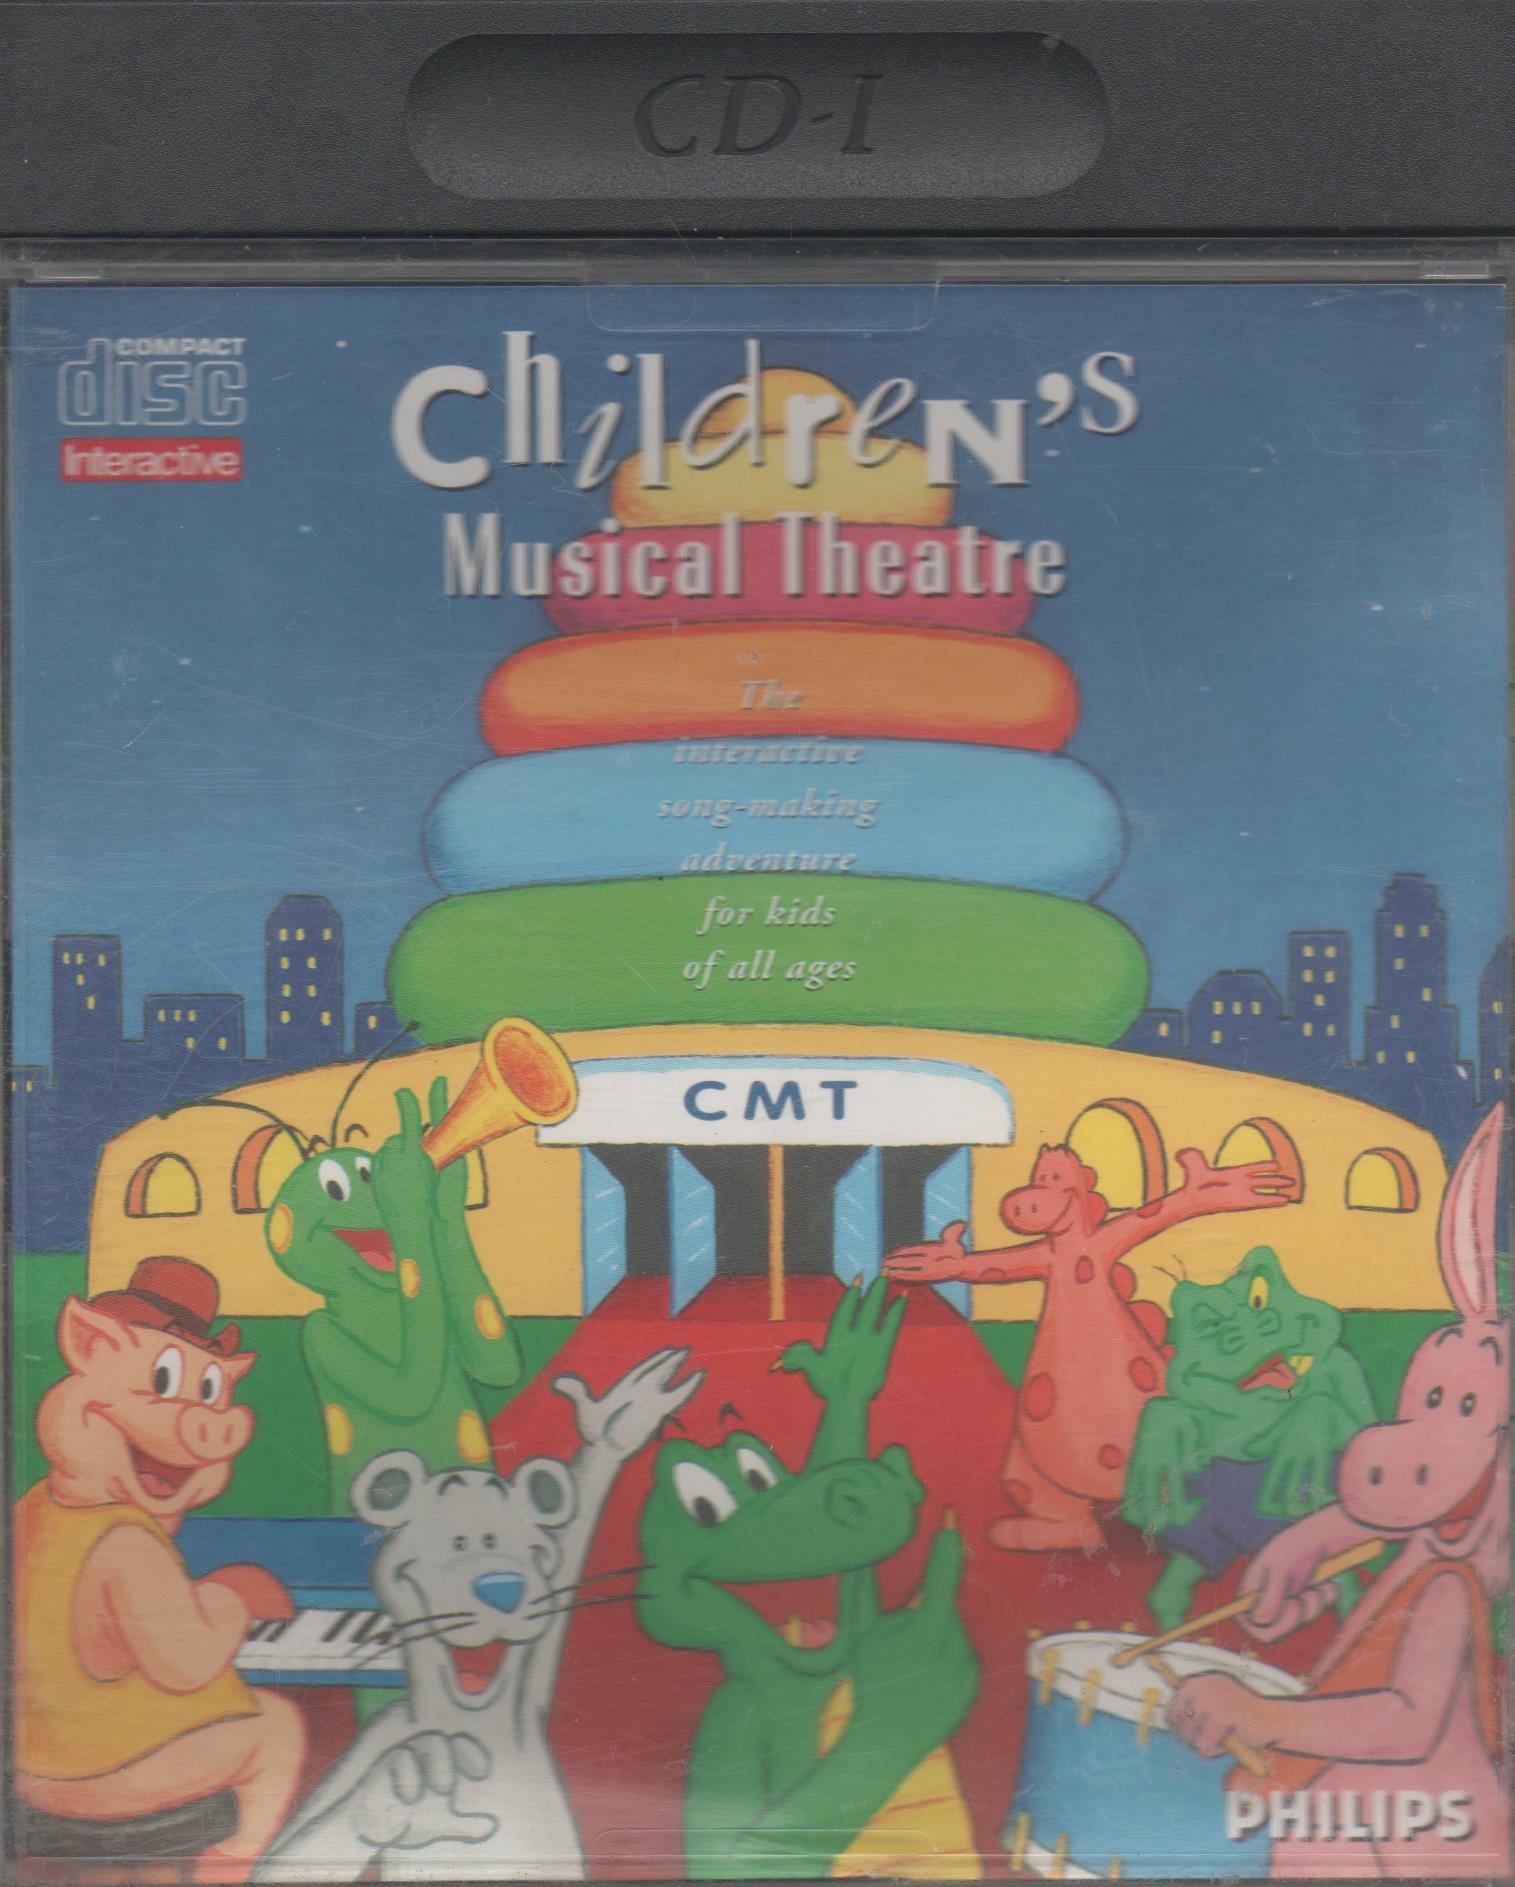 CD-I
COMPACT
disc
Interactive
Children's
Musical Theatre
The
interactive
song-making
adventure
for kids
of all ages
CMT
PHILIPS